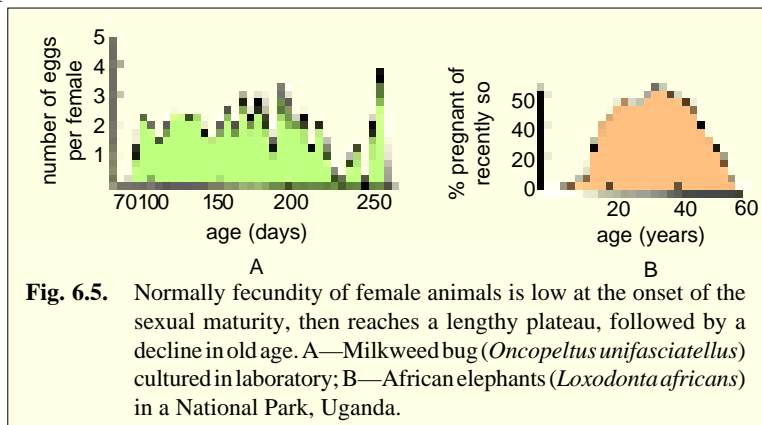 number of eggs
per female
5
4
3
2
1
70 100 150 200 250
age (days)
A
% pregnant of
recently so
50
40
20
0
20 40 60
age (years)
B
Fig. 6.5. Normally fecundity of female animals is low at the onset of the
sexual maturity, then reaches a lengthy plateau, followed by a
decline in old age. A—Milkweed bug (Oncopeltus unifasciatellus)
cultured in laboratory; B—African elephants (Loxodonta africans)
in a National Park, Uganda.